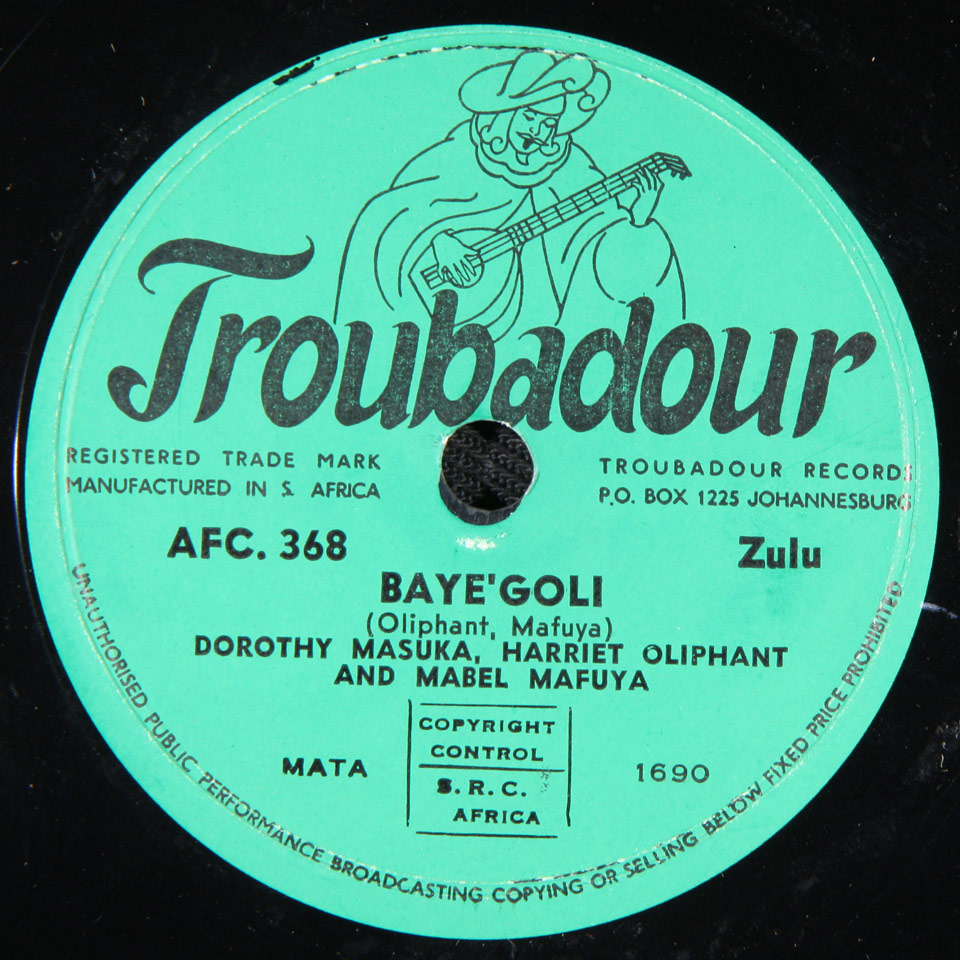 Troubadour
REGISTERED TRADE MARK
MANUFACTURED IN S. AFRICA
TROUBADOUR RECORDS
P.O. BOX 1225 JOHANNESBURG
AFC. 368
Zulu
BAYE'GOLI
(Oliphant, Mafuya)
DOROTHY MASUKA, HARRIET OLIPHANT
AND MABEL MAFUYA
MATA
COPYRIGHT
CONTROL
S. R. C.
AFRICA
1690
UNAUTHORISED PUBLIC PERFORMANCE BROADCASTING COPYING OR SELLING BELOW FIXED PRICE PROHIBITED